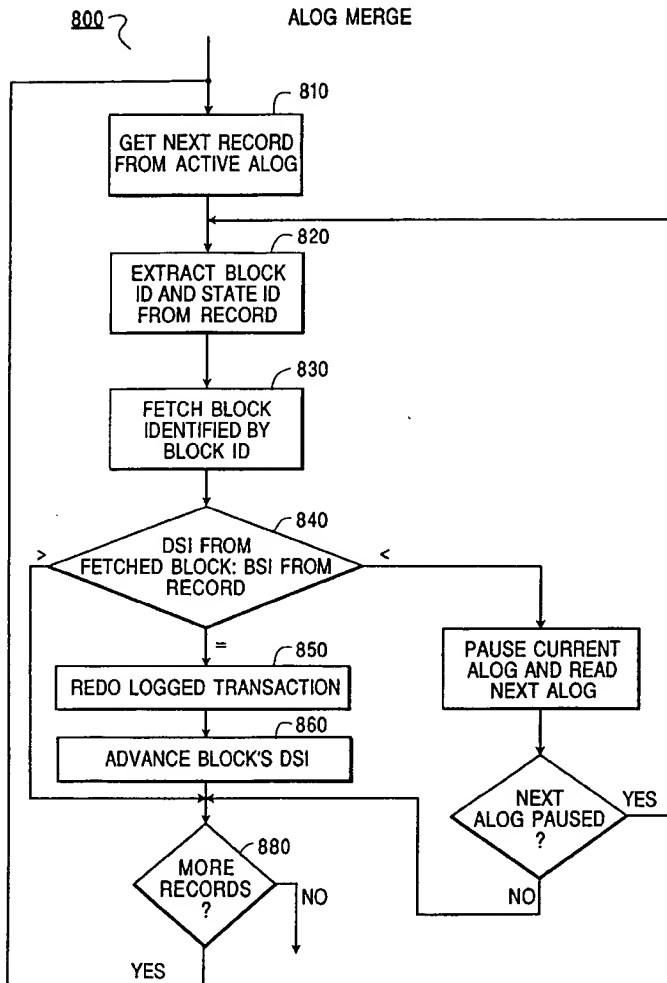 800
ALOG MERGE
810
GET NEXT RECORD
FROM ACTIVE ALOG
820
EXTRACT BLOCK
ID AND STATE ID
FROM RECORD
830
FETCH BLOCK
IDENTIFIED BY
BLOCK ID
840
DSI FROM
FETCHED BLOCK: BSI FROM
RECORD
>
<
=
850
REDO LOGGED TRANSACTION
860
ADVANCE BLOCK'S DSI
PAUSE CURRENT
ALOG AND READ
NEXT ALOG
NEXT
ALOG PAUSED
?
YES
NO
880
MORE
RECORDS
?
NO
YES